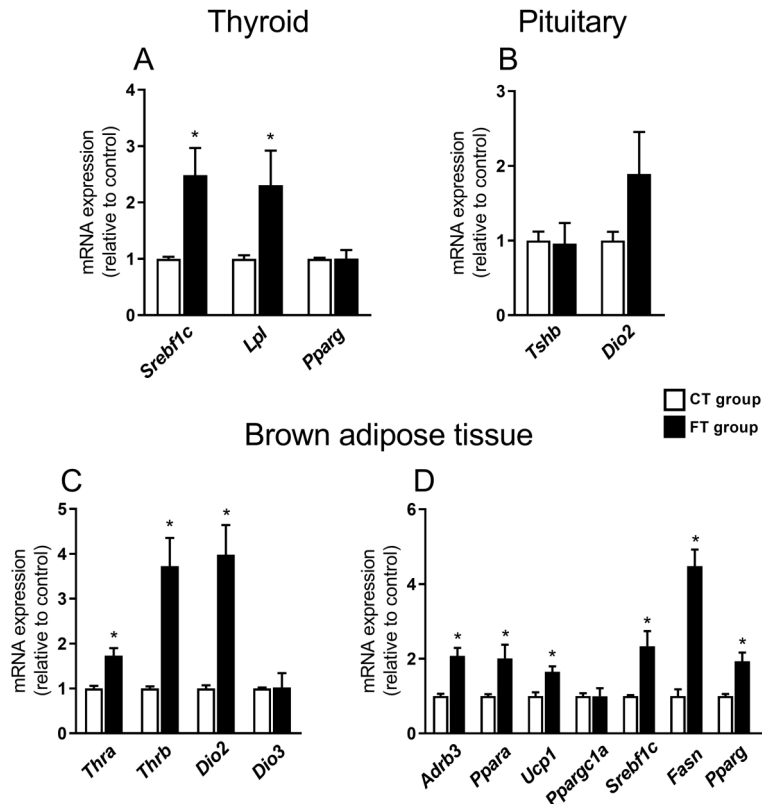 Thyroid
Pituitary
A
mRNA expression
(relative to control)
4
3
2
1
0
*
*
Srebf1c
Lpl
Pparg
B
mRNA expression
(relative to control)
3
2
1
0
Tshb
Dio2
CT group
FT group
Brown adipose tissue
C
mRNA expression
(relative to control)
5
4
3
2
1
0
*
*
*
Thra
Thrb
Dio2
Dio3
D
mRNA expression
(relative to control)
6
4
2
0
*
*
*
*
*
*
Adrb3
Ppara
Ucp1
Ppargc1a
Srebf1c
Fasn
Pparg